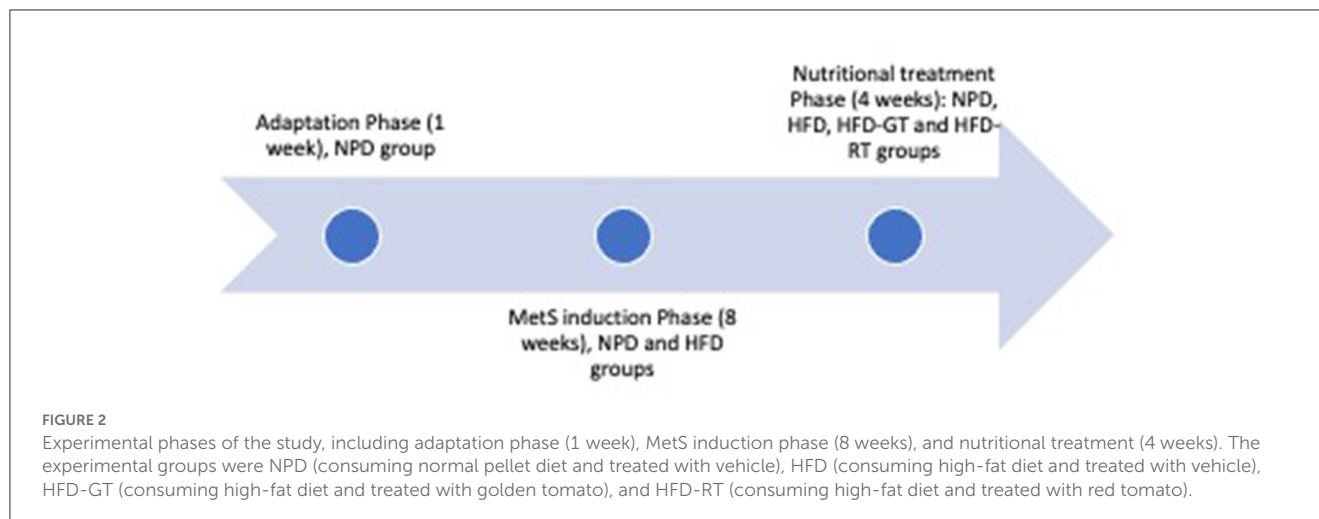 Adaptation Phase (1
week), NPD group
Nutritional treatment
Phase (4 weeks): NPD,
HFD, HFD-GT and HFD-
RT groups
MetS induction Phase (8
weeks), NPD and HFD
groups
FIGURE 2
Experimental phases of the study, including adaptation phase (1 week), MetS induction phase (8 weeks), and nutritional treatment (4 weeks). The
experimental groups were NPD (consuming normal pellet diet and treated with vehicle), HFD (consuming high-fat diet and treated with vehicle),
HFD-GT (consuming high-fat diet and treated with golden tomato), and HFD-RT (consuming high-fat diet and treated with red tomato).